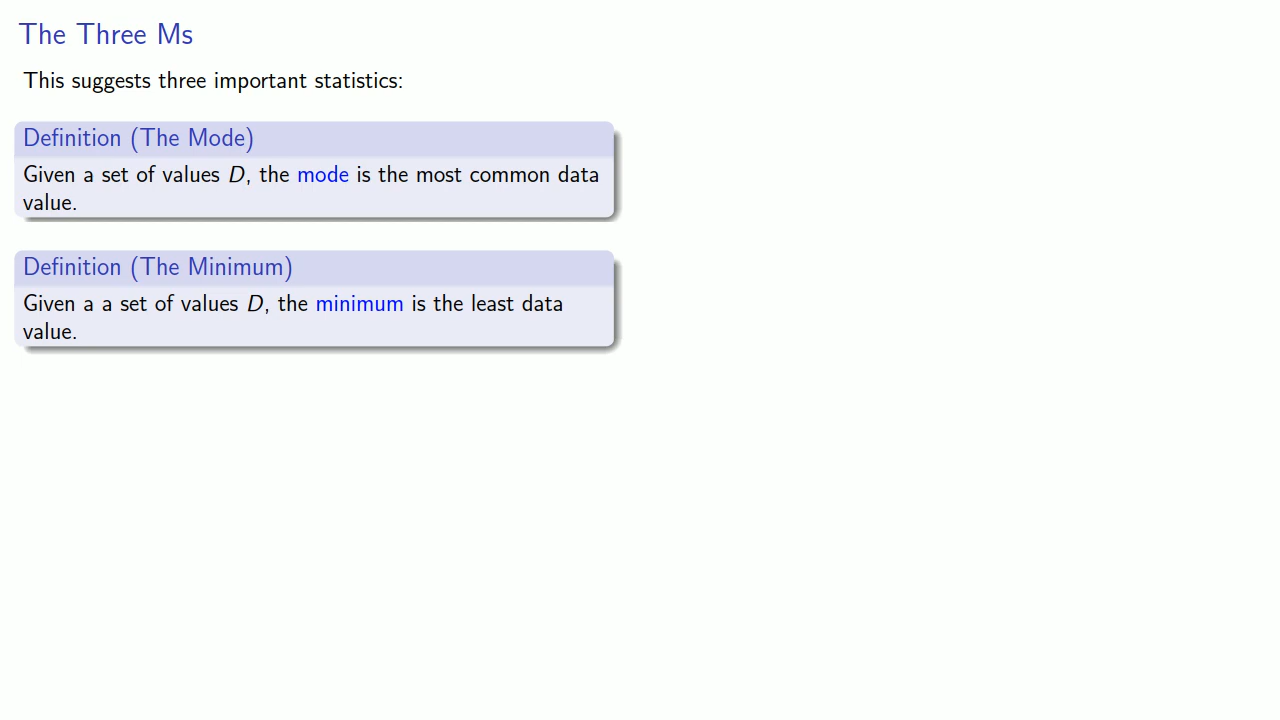 The Three Ms
This suggests three important statistics:
Definition (The Mode)
Given a set of values D, the mode is the most common data
value.
Definition (The Minimum)
Given a a set of values D, the minimum is the least data
value.